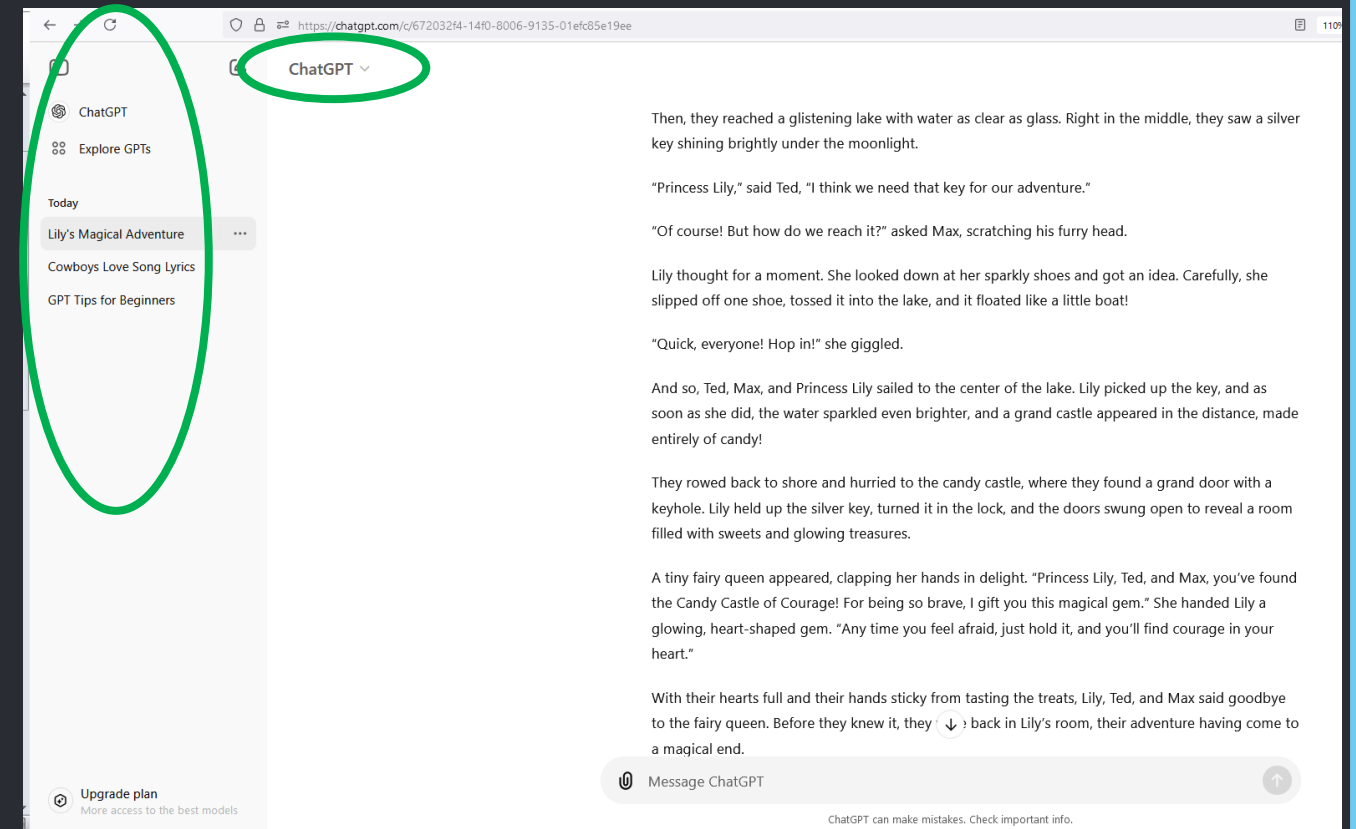 https://chatgpt.com/c/672032f4-14f0-8006-9135-01efc85e19ee
110%
ChatGPT
ChatGPT
Explore GPTs
Today
Lily's Magical Adventure
Cowboys Love Song Lyrics
GPT Tips for Beginners
Then, they reached a glistening lake with water as clear as glass. Right in the middle, they saw a silver
key shining brightly under the moonlight.
“Princess Lily,” said Ted, “I think we need that key for our adventure.”
“Of course! But how do we reach it?” asked Max, scratching his furry head.
Lily thought for a moment. She looked down at her sparkly shoes and got an idea. Carefully, she
slipped off one shoe, tossed it into the lake, and it floated like a little boat!
“Quick, everyone! Hop in!” she giggled.
And so, Ted, Max, and Princess Lily sailed to the center of the lake. Lily picked up the key, and as
soon as she did, the water sparkled even brighter, and a grand castle appeared in the distance, made
entirely of candy!
They rowed back to shore and hurried to the candy castle, where they found a grand door with a
keyhole. Lily held up the silver key, turned it in the lock, and the doors swung open to reveal a room
filled with sweets and glowing treasures.
A tiny fairy queen appeared, clapping her hands in delight. “Princess Lily, Ted, and Max, you’ve found
the Candy Castle of Courage! For being so brave, I gift you this magical gem.” She handed Lily a
glowing, heart-shaped gem. “Any time you feel afraid, just hold it, and you’ll find courage in your
heart.”
With their hearts full and their hands sticky from tasting the treats, Lily, Ted, and Max said goodbye
to the fairy queen. Before they knew it, they back in Lily’s room, their adventure having come to
a magical end.
Message ChatGPT
Upgrade plan
More access to the best models
ChatGPT can make mistakes. Check important info.